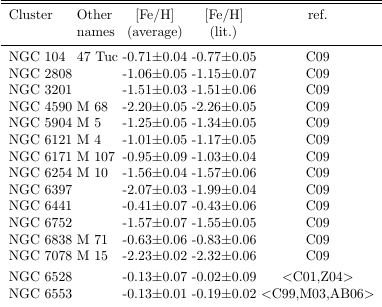 Cluster Other [Fe/H] [Fe/H] ref.
names (average) (lit.)
NGC 104 47 Tuc -0.71±0.04 -0.77±0.05 C09
NGC 2808 -1.06±0.05 -1.15±0.07 C09
NGC 3201 -1.51±0.03 -1.51±0.06 C09
NGC 4590 M 68 -2.20±0.05 -2.26±0.05 C09
NGC 5904 M 5 -1.25±0.05 -1.34±0.05 C09
NGC 6121 M 4 -1.01±0.05 -1.17±0.05 C09
NGC 6171 M 107 -0.95±0.09 -1.03±0.04 C09
NGC 6254 M 10 -1.56±0.04 -1.57±0.06 C09
NGC 6397 -2.07±0.03 -1.99±0.04 C09
NGC 6441 -0.41±0.07 -0.43±0.06 C09
NGC 6752 -1.57±0.07 -1.55±0.05 C09
NGC 6838 M 71 -0.63±0.06 -0.83±0.06 C09
NGC 7078 M 15 -2.23±0.02 -2.32±0.06 C09
NGC 6528 -0.13±0.07 -0.02±0.09 <C01,Z04>
NGC 6553 -0.13±0.01 -0.19±0.02 <C99,M03,AB06>